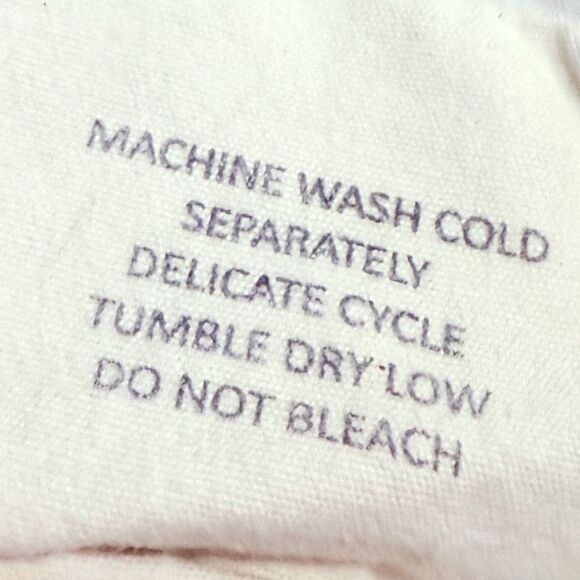 MACHINE WASH COLD
SEPARATELY
DELICATE CYCLE
TUMBLE DRY LOW
DO NOT BLEACH